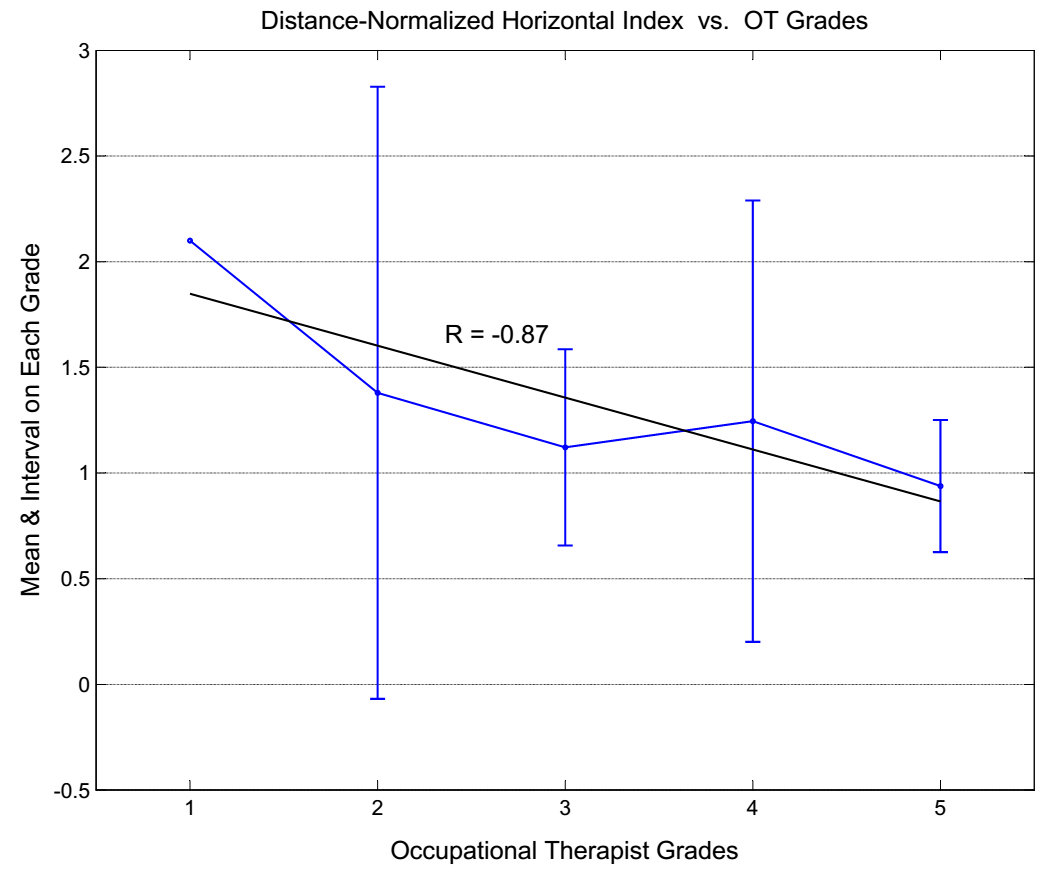 Distance-Normalized Horizontal Index vs. OT Grades
3
2.5
2
1.5
1
0.5
0
-0.5
Mean & Interval on Each Grade
R = -0.87
1 2 3 4 5
Occupational Therapist Grades